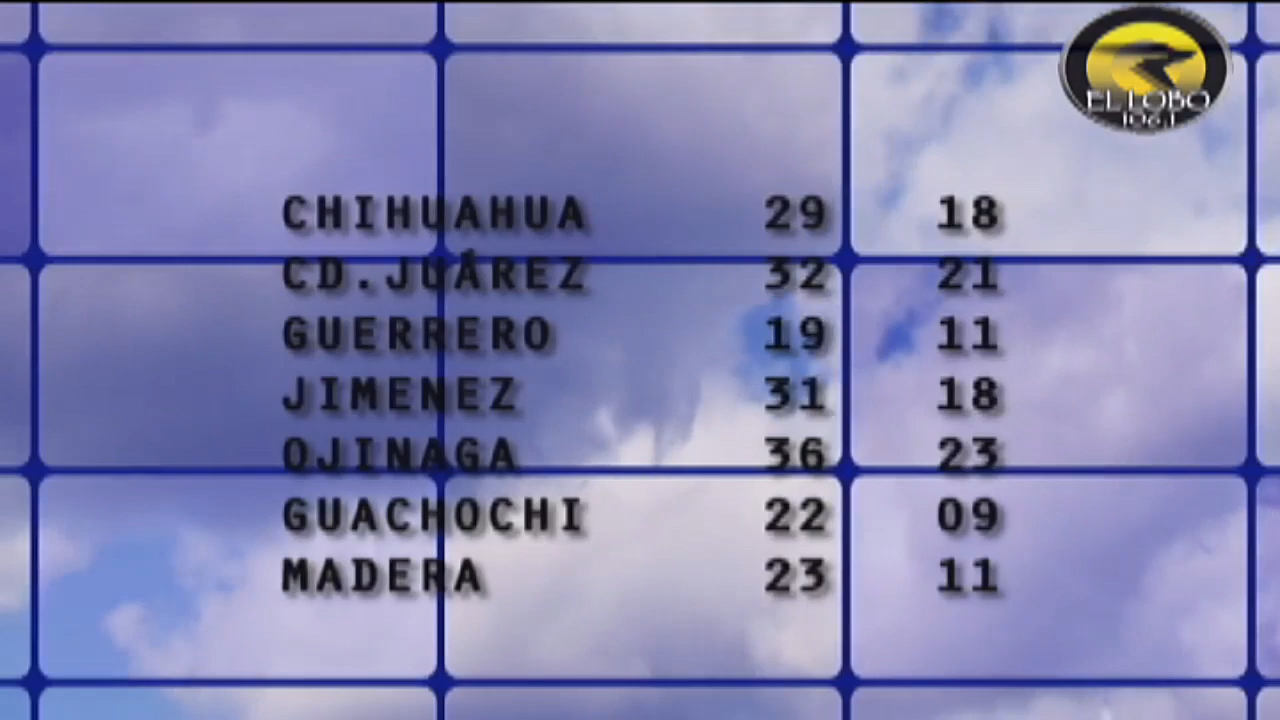 EL LOBO
106.1
CHIHUAHUA 29 18
CD.JUÁREZ 32 21
GUERRERO 19 11
JIMENEZ 31 18
OJINAGA 36 23
GUACHOCHI 22 09
MADERA 23 11